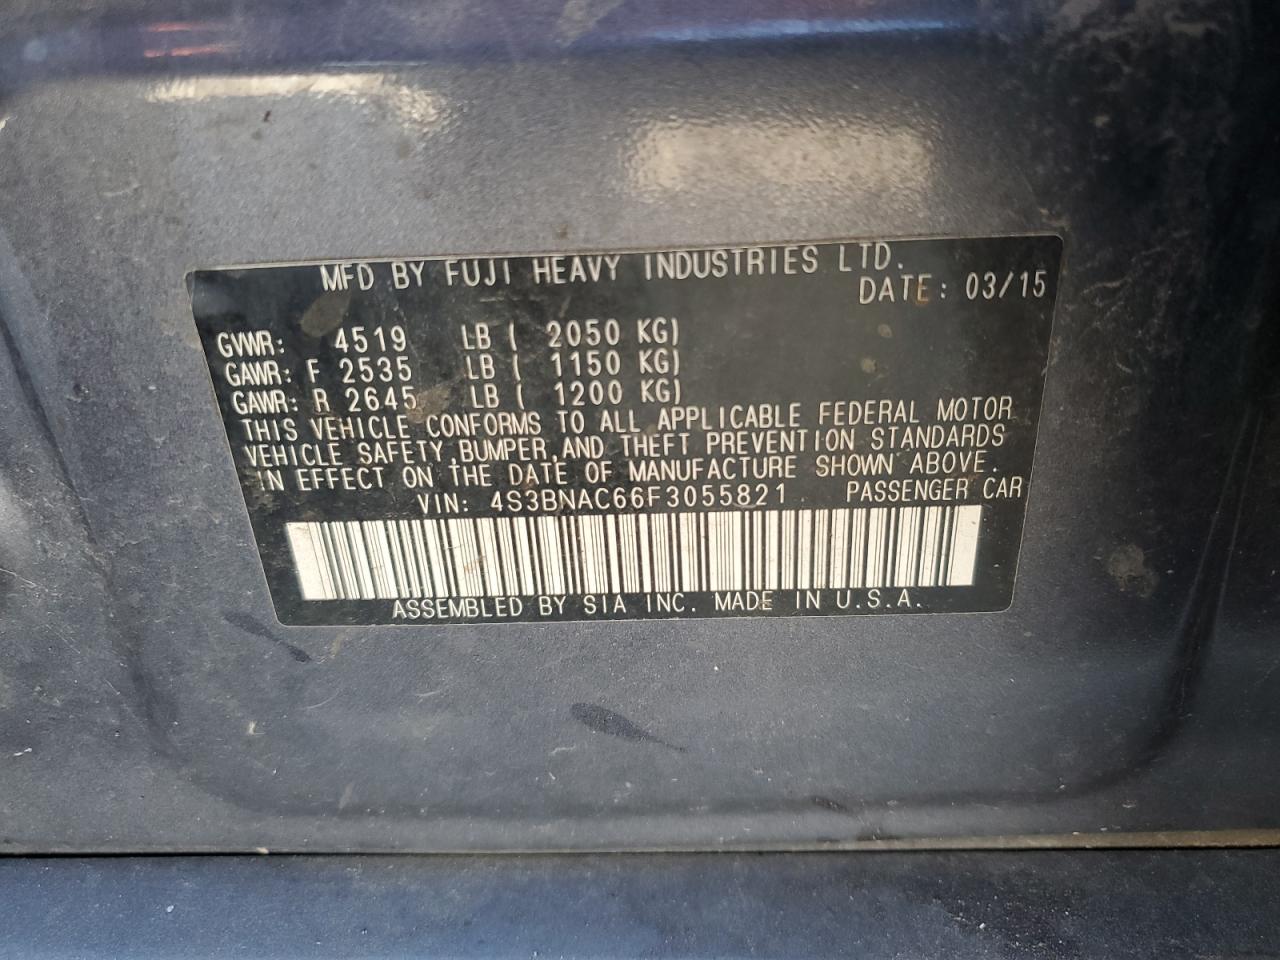 MFD BY FUJI HEAVY INDUSTRIES LTD.
DATE: 03/15
GVWR: 4519 LB ( 2050 KG)
GAWR: F 2535 LB ( 1150 KG)
GAWR: R 2645 LB ( 1200 KG)
THIS VEHICLE CONFORMS TO ALL APPLICABLE FEDERAL MOTOR
VEHICLE SAFETY BUMPER,AND THEFT PREVENTION STANDARDS
IN EFFECT ON THE DATE OF MANUFACTURE SHOWN ABOVE.
VIN: 4S3BNAC66F3055821 PASSENGER CAR
ASSEMBLED BY SIA INC. MADE IN U.S.A.